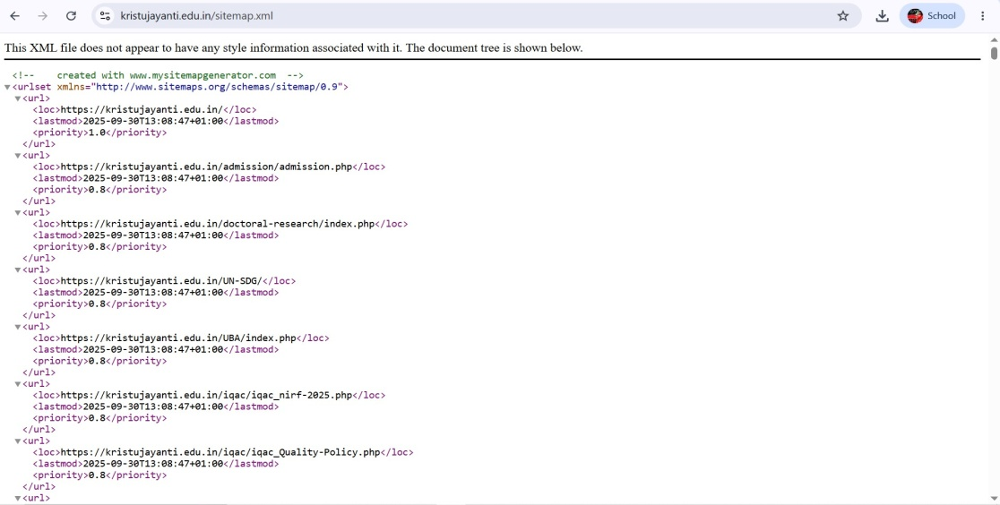 kristujayanti.edu.in/sitemap.xml
School
This XML file does not appear to have any style information associated with it. The document tree is shown below.
<!-- created with www.mysitemapgenerator.com -->
<urlset xmlns="http://www.sitemaps.org/schemas/sitemap/0.9">
<url>
<loc>https://kristujayanti.edu.in/</loc>
<lastmod>2025-09-30T13:08:47+01:00</lastmod>
<priority>1.0</priority>
</url>
<url>
<loc>https://kristujayanti.edu.in/admission/admission.php</loc>
<lastmod>2025-09-30T13:08:47+01:00</lastmod>
<priority>0.8</priority>
</url>
<url>
<loc>https://kristujayanti.edu.in/doctoral-research/index.php</loc>
<lastmod>2025-09-30T13:08:47+01:00</lastmod>
<priority>0.8</priority>
</url>
<url>
<loc>https://kristujayanti.edu.in/UN-SDG/</loc>
<lastmod>2025-09-30T13:08:47+01:00</lastmod>
<priority>0.8</priority>
</url>
<url>
<loc>https://kristujayanti.edu.in/UBA/index.php</loc>
<lastmod>2025-09-30T13:08:47+01:00</lastmod>
<priority>0.8</priority>
</url>
<url>
<loc>https://kristujayanti.edu.in/iqac/iqac_nirf-2025.php</loc>
<lastmod>2025-09-30T13:08:47+01:00</lastmod>
<priority>0.8</priority>
</url>
<url>
<loc>https://kristujayanti.edu.in/iqac/iqac_Quality-Policy.php</loc>
<lastmod>2025-09-30T13:08:47+01:00</lastmod>
<priority>0.8</priority>
</url>
<url>